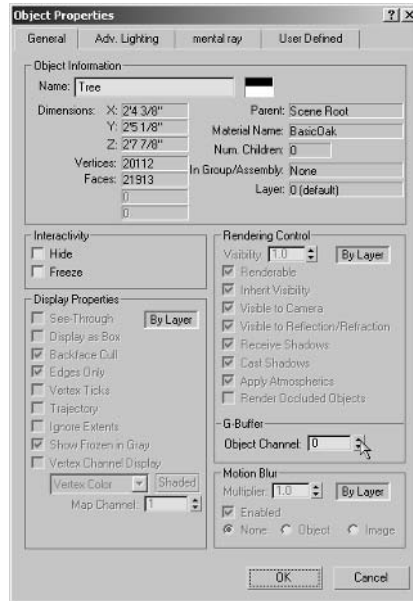 Object Properties
General Adv. Lighting mental ray User Defined
Object Information
Name: Tree
Dimensions: X: 2'4 3/8"
Y: 2'5 1/8"
Z: 2'7 7/8"
Vertices: 20112
Faces: 21913
0
0
Parent: Scene Root
Material Name: BasicOak
Num. Children: 0
In Group/Assembly: None
Layer: 0 (default)
Interactivity
Hide
Freeze
Display Properties
See-Through By Layer
Display as Box
Backface Cull
Edges Only
Vertex Ticks
Trajectory
Ignore Extents
Show Frozen in Gray
Vertex Channel Display
Vertex Color Shaded
Map Channel: 1
Rendering Control
Visibility: 1.0 By Layer
Renderable
Inherit Visibility
Visible to Camera
Visible to Reflection/Refraction
Receive Shadows
Cast Shadows
Apply Atmospherics
Render Occluded Objects
G-Buffer
Object Channel: 0
Motion Blur
Multiplier: 1.0 By Layer
Enabled
None Object Image
OK Cancel